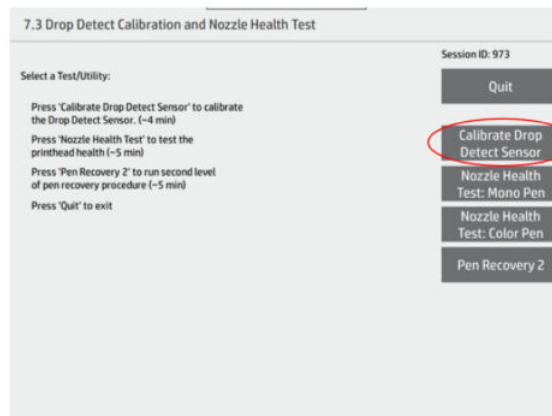 7.3 Drop Detect Calibration and Nozzle Health Test
Session ID: 973
Select a Test/Utility:
Press 'Calibrate Drop Detect Sensor' to calibrate
the Drop Detect Sensor. (~4 min)
Press 'Nozzle Health Test' to test the
printhead health (~5 min)
Press 'Pen Recovery 2' to run second level
of pen recovery procedure (~5 min)
Press 'Quit' to exit
Quit
Calibrate Drop
Detect Sensor
Nozzle Health
Test: Mono Pen
Nozzle Health
Test: Color Pen
Pen Recovery 2